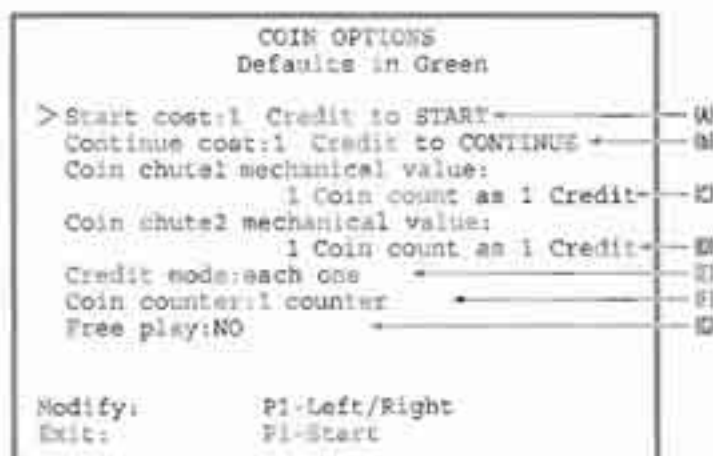 COIN OPTIONS
Defaults in Green
>Start cost:1 Credit to START
Continue cost:1 Credit to CONTINUE
Coin chute1 mechanical value:
1 Coin count as 1 Credit
Coin chute2 mechanical value:
1 Coin count as 1 Credit
Credit mode:each one
Coin counter:1 counter
Free play:NO
Modify: P1-Left/Right
Exit: P1-Start